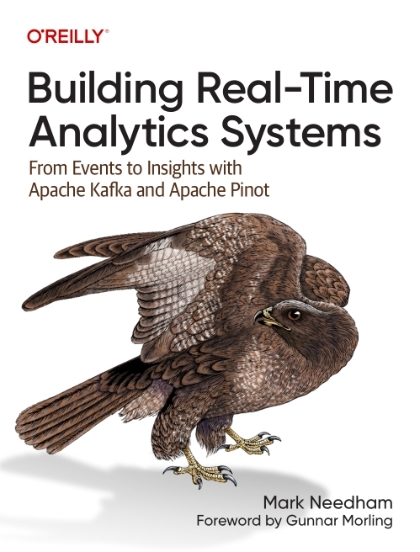 O'REILLY®
Building Real-Time
Analytics Systems
From Events to Insights with
Apache Kafka and Apache Pinot
Mark Needham
Foreword by Gunnar Morling